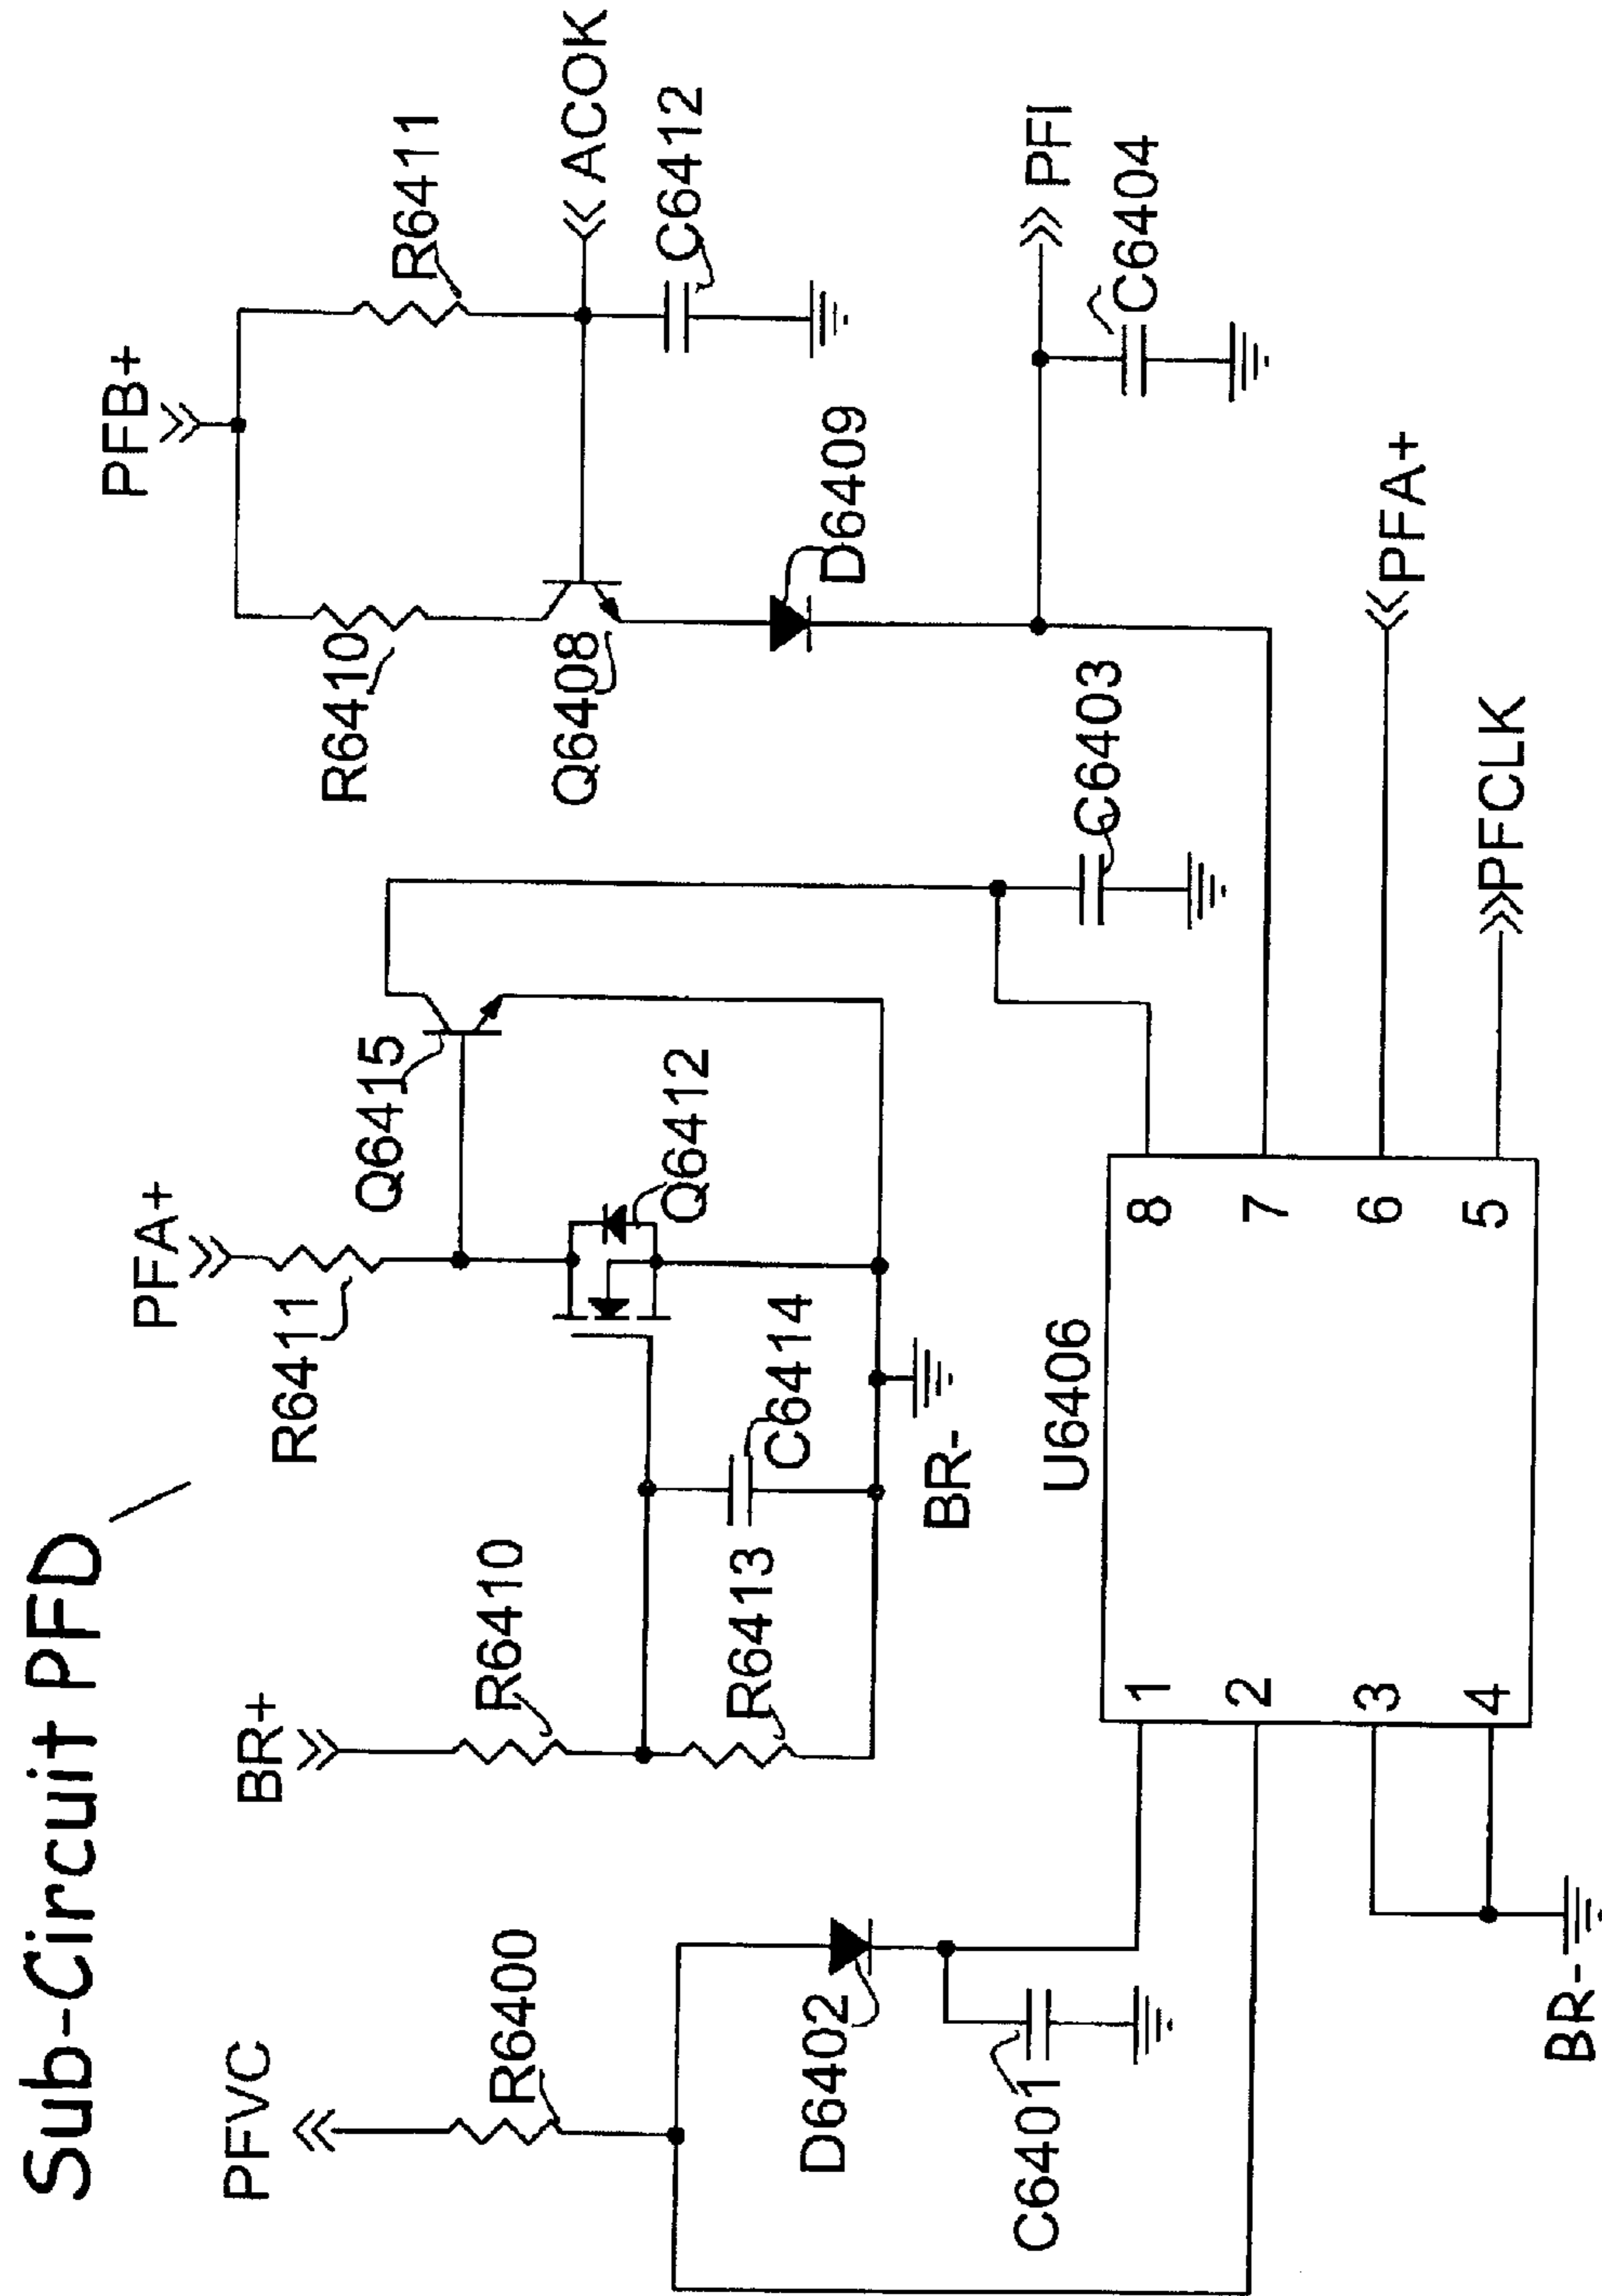 Sub-Circuit PFD
PFVC
R6400
D6402
C6401
BR+
R6410
R6413
C6414
BR-
PFA+
R6411
Q6415
Q6412
C6403
PFB+
R6410
R6411
Q6408
ACOK
C6412
D6409
PFI
C6404
PFA+
PFCLK
U6406
1
2
3
4
8
7
6
5
BR-